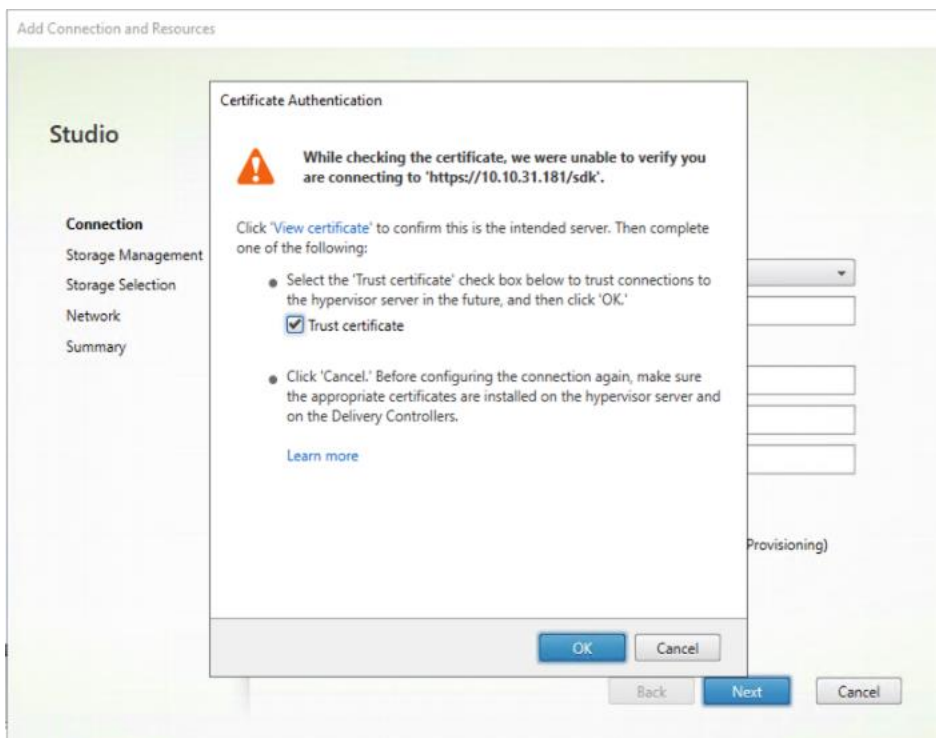 Add Connection and Resources
Studio
Connection
Storage Management
Storage Selection
Network
Summary
Certificate Authentication
While checking the certificate, we were unable to verify you
are connecting to 'https://10.10.31.181/sdk'.
Click 'View certificate' to confirm this is the intended server. Then complete
one of the following:
Select the 'Trust certificate' check box below to trust connections to
the hypervisor server in the future, and then click 'OK.'
Trust certificate
Click 'Cancel.' Before configuring the connection again, make sure
the appropriate certificates are installed on the hypervisor server and
on the Delivery Controllers.
Learn more
Provisioning)
OK
Cancel
Back
Next
Cancel